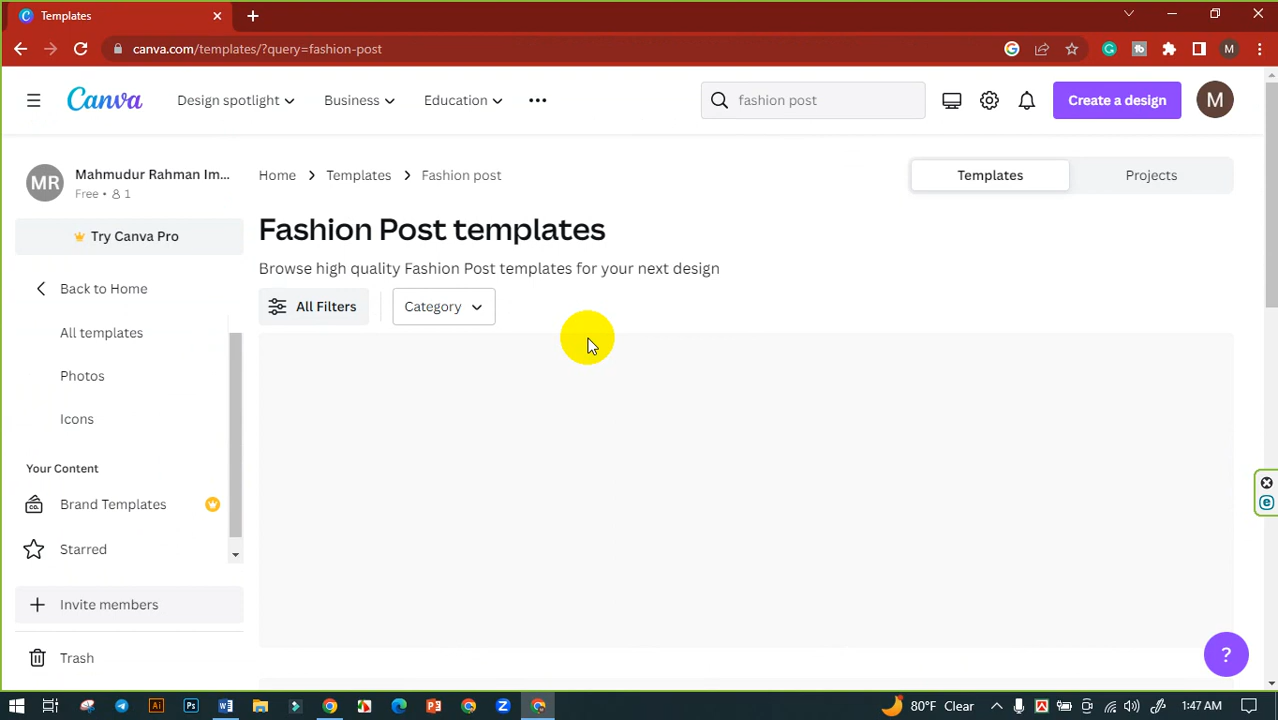 Templates
canva.com/templates/?query=fashion-post
M
Canva
Design spotlight
Business
Education
fashion post
Create a design
M
MR
Mahmudur Rahman Im...
Free • 1
Home
Templates
Fashion post
Templates
Projects
Try Canva Pro
Fashion Post templates
Browse high quality Fashion Post templates for your next design
Back to Home
All Filters
Category
All templates
Photos
Icons
Your Content
Brand Templates
Starred
Invite members
Trash
?
80°F Clear
1:47 AM